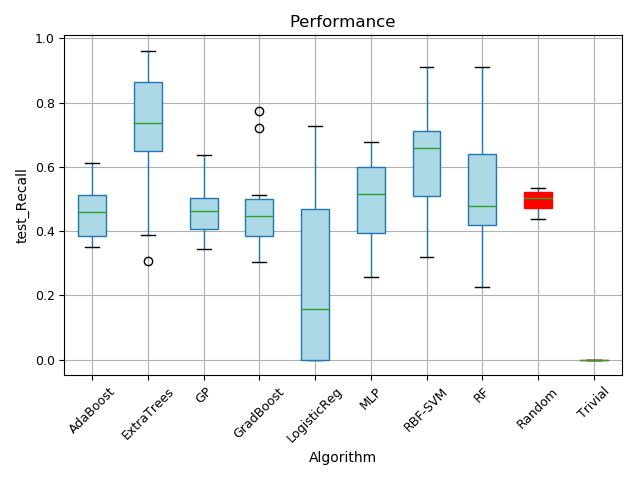 Performance
test_Recall
1.0
0.8
0.6
0.4
0.2
0.0
AdaBoost
ExtraTrees
GP
GradBoost
LogisticReg
MLP
RBF-SVM
RF
Random
Trivial
Algorithm